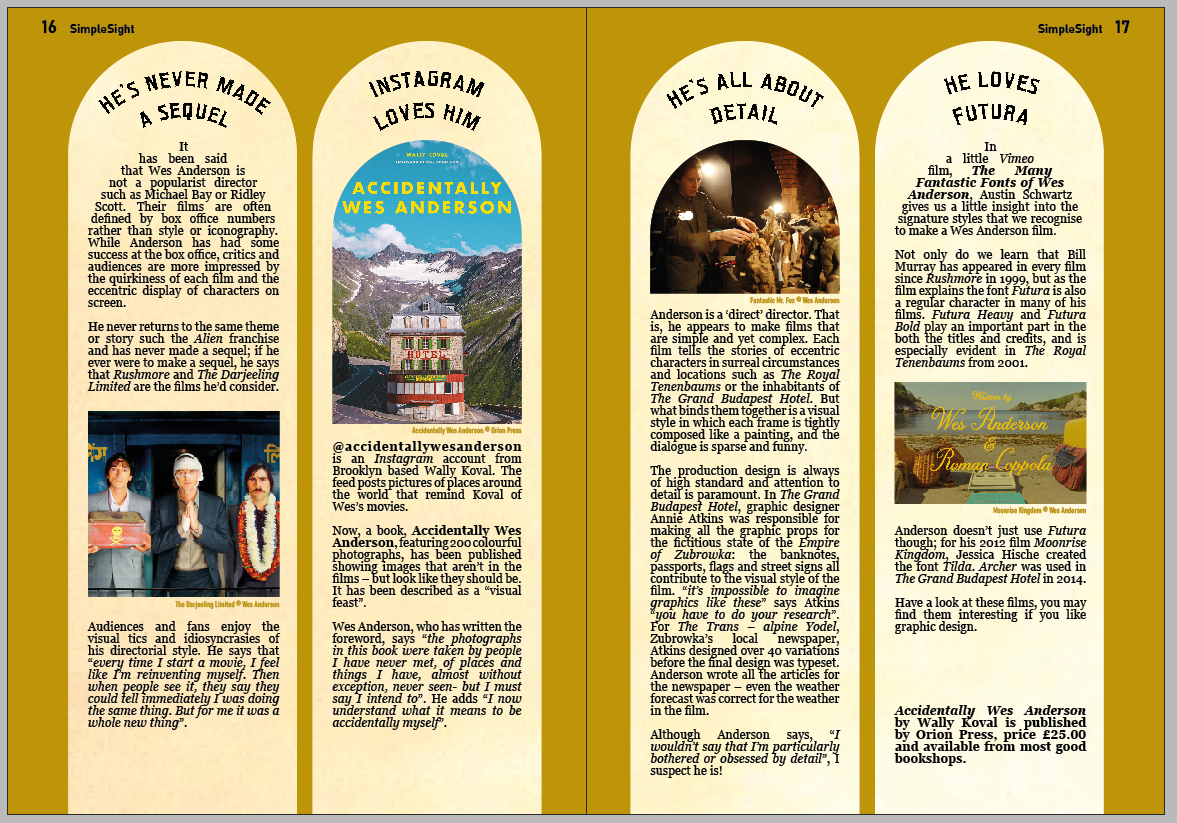 16 SimpleSight
SimpleSight 17
HE'S NEVER MADE
A SEQUEL
It
has been said
that Wes Anderson is
not a popularist director
such as Michael Bay or Ridley
Scott. Their films are often
defined by box office numbers
rather than style or iconography.
While Anderson has had some
success at the box office, critics and
audiences are more impressed by
the quirkiness of each film and the
eccentric display of characters on
screen.
He never returns to the same theme
or story such the Alien franchise
and has never made a sequel; if he
ever were to make a sequel, he says
that Rushmore and The Darjeeling
Limited are the films he'd consider.
The Darjeeling Limited © Wes Anderson
Audiences and fans enjoy the
visual tics and idiosyncrasies of
his directorial style. He says that
“every time I start a movie, I feel
like I'm reinventing myself. Then
when people see it, they say they
could tell immediately I was doing
the same thing. But for me it was a
whole new thing”.
INSTAGRAM
LOVES HIM
WALLY KOVAL
ACCIDENTALLY
WES ANDERSON
HOTEL
Accidentally Wes Anderson © Orion Press
@accidentallywesanderson
is an Instagram account from
Brooklyn based Wally Koval. The
feed posts pictures of places around
the world that remind Koval of
Wes's movies.
Now, a book, Accidentally Wes
Anderson, featuring 200 colourful
photographs, has been published
showing images that aren't in the
films – but look like they should be.
It has been described as a “visual
feast”.
Wes Anderson, who has written the
foreword, says “the photographs
in this book were taken by people
I have never met, of places and
things I have, almost without
exception, never seen- but I must
say I intend to”. He adds “I now
understand what it means to be
accidentally myself”.
HE'S ALL ABOUT
DETAIL
Fantastic Mr. Fox © Wes Anderson
Anderson is a ‘direct’ director. That
is, he appears to make films that
are simple and yet complex. Each
film tells the stories of eccentric
characters in surreal circumstances
and locations such as The Royal
Tenenbaums or the inhabitants of
The Grand Budapest Hotel. But
what binds them together is a visual
style in which each frame is tightly
composed like a painting, and the
dialogue is sparse and funny.
The production design is always
of high standard and attention to
detail is paramount. In The Grand
Budapest Hotel, graphic designer
Annie Atkins was responsible for
making all the graphic props for
the fictitious state of the Empire
of Zubrowka: the banknotes,
passports, flags and street signs all
contribute to the visual style of the
film. “it's impossible to imagine
graphics like these” says Atkins
“you have to do your research”.
For The Trans – alpine Yodel,
Zubrowka's local newspaper,
Atkins designed over 40 variations
before the final design was typeset.
Anderson wrote all the articles for
the newspaper – even the weather
forecast was correct for the weather
in the film.
Although Anderson says, “I
wouldn't say that I'm particularly
bothered or obsessed by detail”, I
suspect he is!
HE LOVES
FUTURA
In
a little Vimeo
film, The Many
Fantastic Fonts of Wes
Anderson, Austin Schwartz
gives us a little insight into the
signature styles that we recognise
to make a Wes Anderson film.
Not only do we learn that Bill
Murray has appeared in every film
since Rushmore in 1999, but as the
film explains the font Futura is also
a regular character in many of his
films. Futura Heavy and Futura
Bold play an important part in the
both the titles and credits, and is
especially evident in The Royal
Tenenbaums from 2001.
Written by
Wes Anderson
&
Roman Coppola
Moonrise Kingdom © Wes Anderson
Anderson doesn't just use Futura
though; for his 2012 film Moonrise
Kingdom, Jessica Hische created
the font Tilda. Archer was used in
The Grand Budapest Hotel in 2014.
Have a look at these films, you may
find them interesting if you like
graphic design.
Accidentally Wes Anderson
by Wally Koval is published
by Orion Press, price £25.00
and available from most good
bookshops.